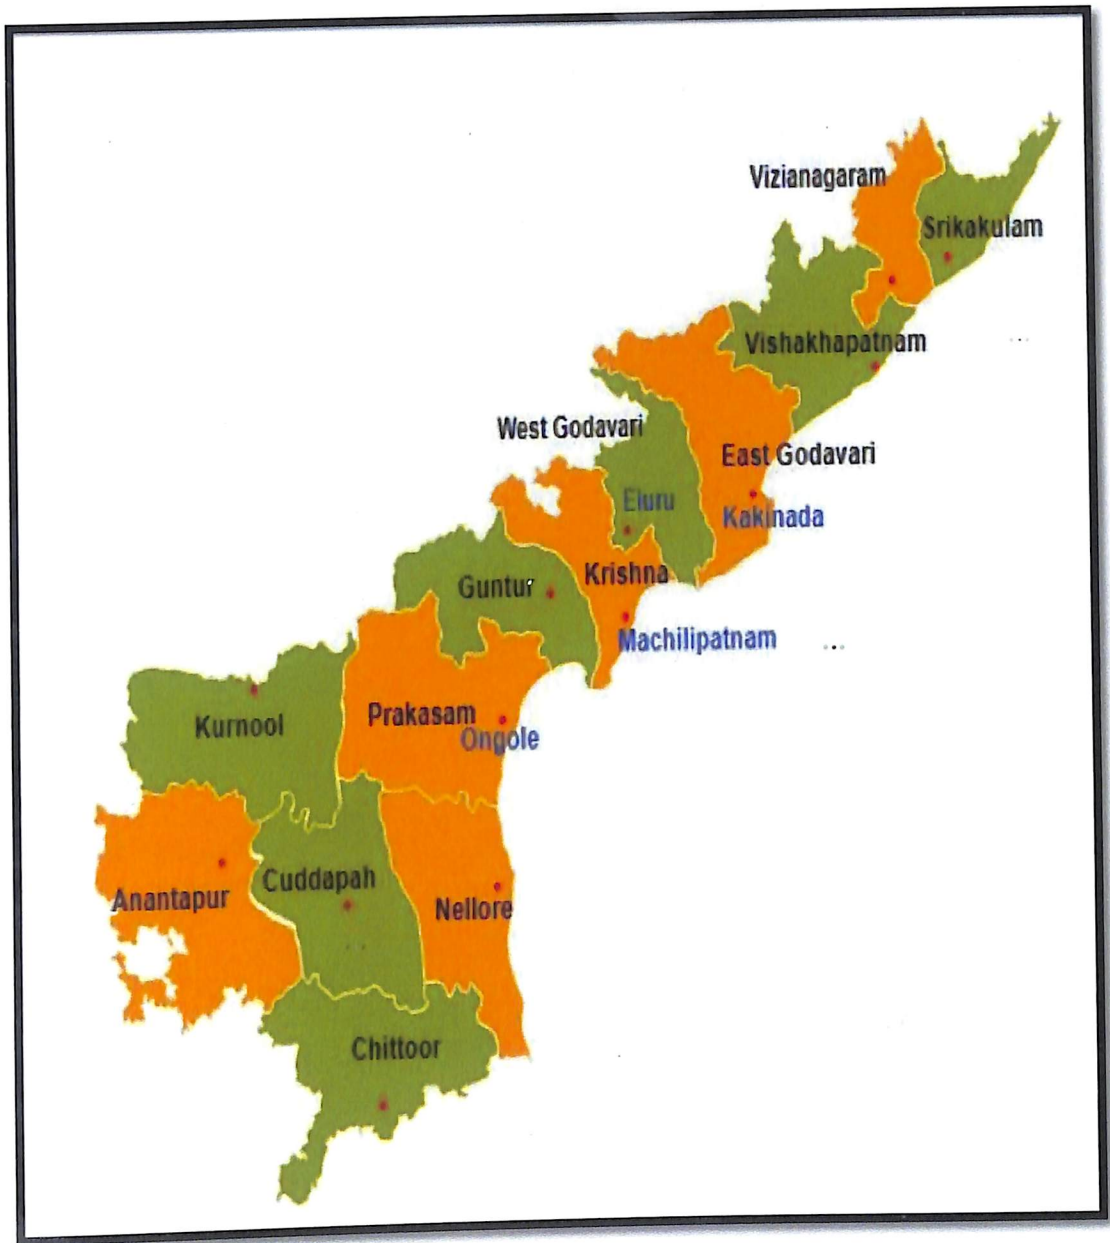 Vizianagaram
Srikakulam
Vishakhapatnam
West Godavari
East Godavari
Eluru
Kakinada
Krishna
Guntur
Machilipatnam
Prakasam
Kurnool
Ongole
Cuddapah
Anantapur
Nellore
Chittoor